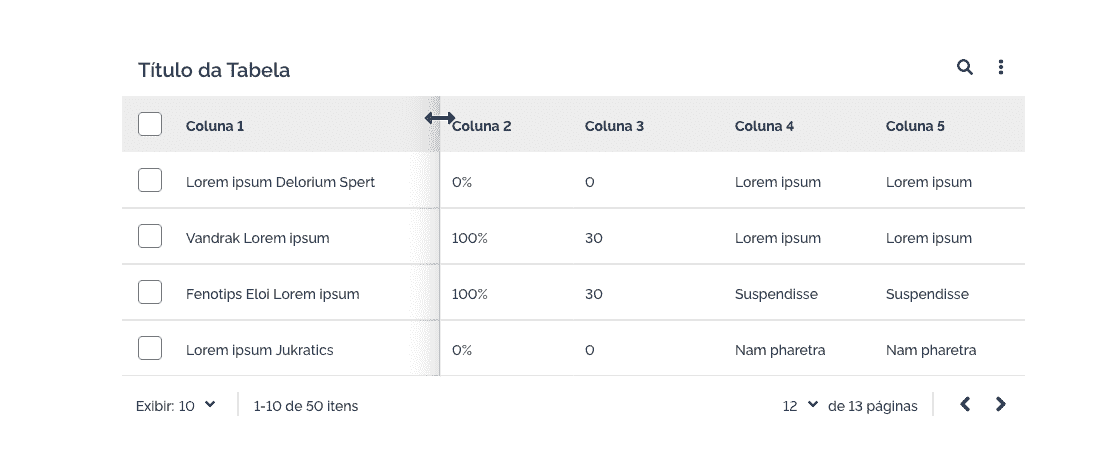 Título da Tabela
Coluna 1 Coluna 2 Coluna 3 Coluna 4 Coluna 5
Lorem ipsum Delorium Spert 0% 0 Lorem ipsum Lorem ipsum
Vandrak Lorem ipsum 100% 30 Lorem ipsum Lorem ipsum
Fenotips Eloi Lorem ipsum 100% 30 Suspendisse Suspendisse
Lorem ipsum Jukratics 0% 0 Nam pharetra Nam pharetra
Exibir: 10 1-10 de 50 itens 12 de 13 páginas